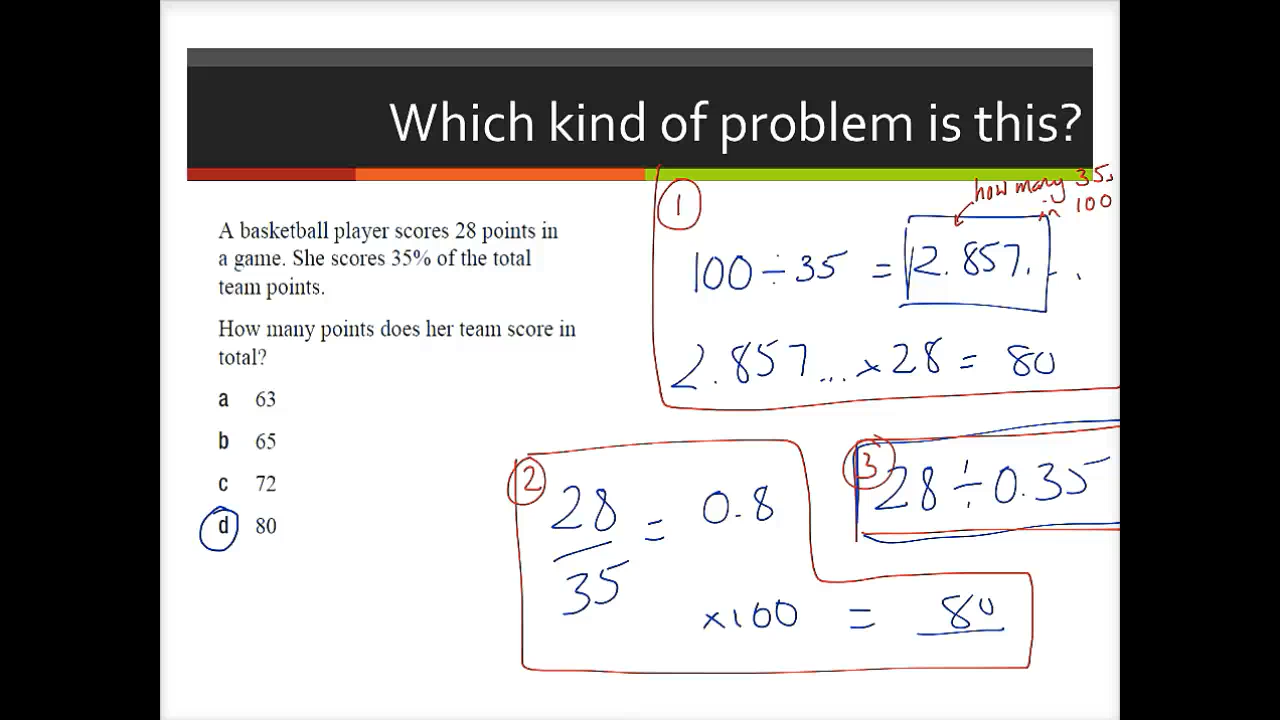 Which kind of problem is this?
A basketball player scores 28 points in
a game. She scores 35% of the total
team points.
How many points does her team score in
total?
a 63
b 65
c 72
d 80
1
how many 35s
in 100
100 ÷ 35 = 2.857...
2.857... × 28 = 80
2
28
35
= 0.8
×100 = 80
3
28 ÷ 0.35